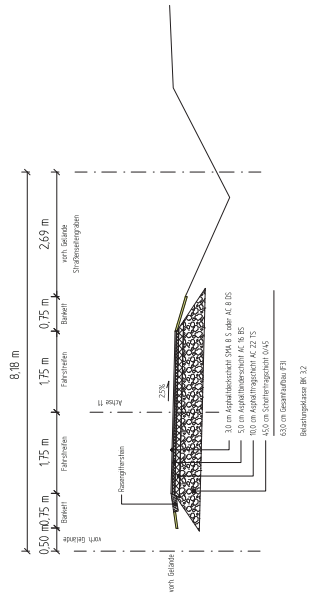 8,18 m
0,50 m
0,75 m
1,75 m
1,75 m
0,75 m
2,69 m
vorh. Gelände
Bankett
Fahrstreifen
Fahrstreifen
Bankett
vorh. Gelände
Straßenseitengraben
Achse 11
Rasengittersteine
2,5%
vorh. Gelände
3,0 cm Asphaltdeckschicht SMA 8 S oder AC 8 DS
5,0 cm Asphaltbinderschicht AC 16 BS
10,0 cm Asphalttragschicht AC 22 TS
45,0 cm Schottertragschicht 0/45
63,0 cm Gesamtaufbau (F3)
Belastungsklasse BK 3,2